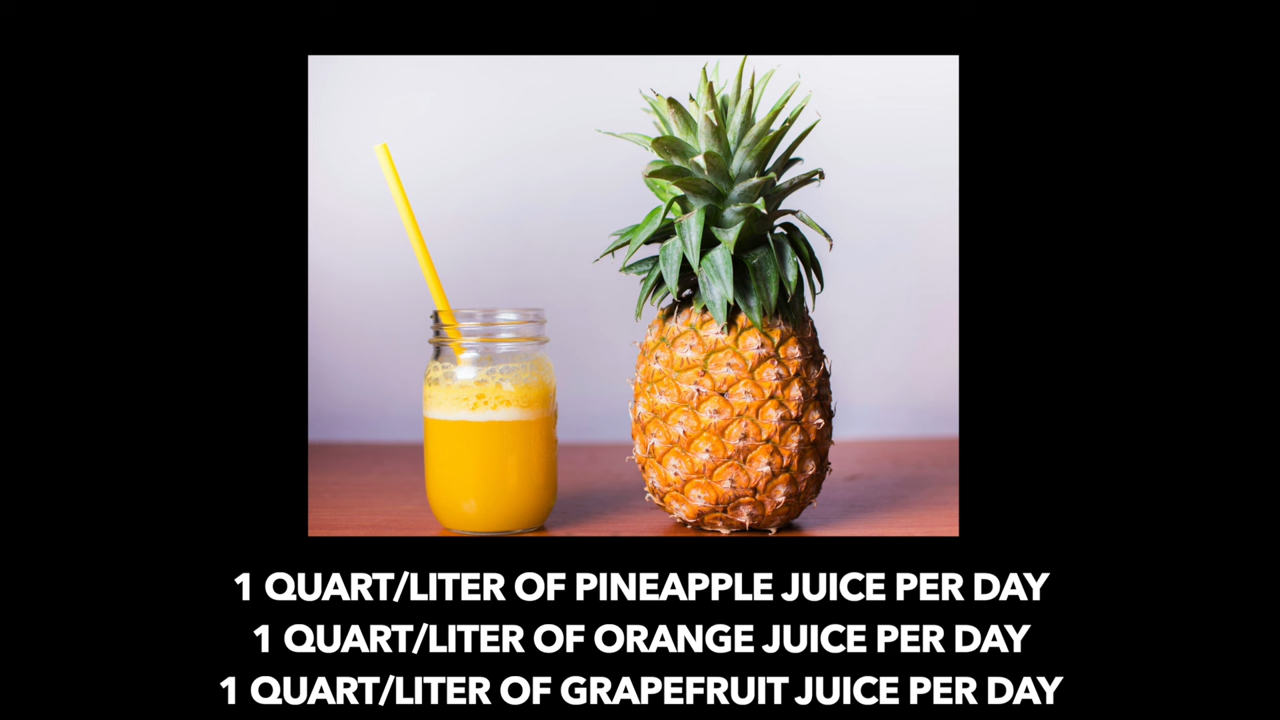 1 QUART/LITER OF PINEAPPLE JUICE PER DAY
1 QUART/LITER OF ORANGE JUICE PER DAY
1 QUART/LITER OF GRAPEFRUIT JUICE PER DAY